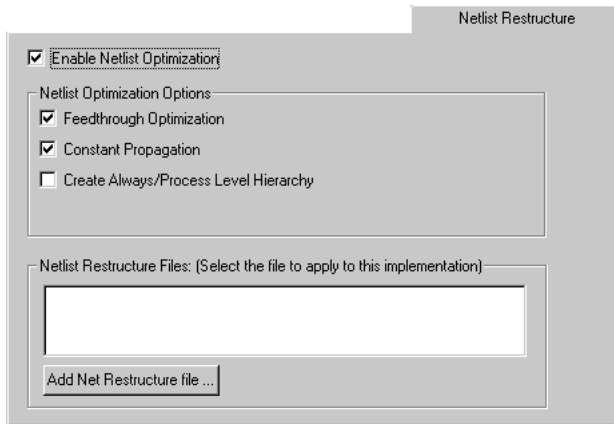 Netlist Restructure
Enable Netlist Optimization
Netlist Optimization Options
Feedthrough Optimization
Constant Propagation
Create Always/Process Level Hierarchy
Netlist Restructure Files: (Select the file to apply to this implementation)
Add Net Restructure file ...